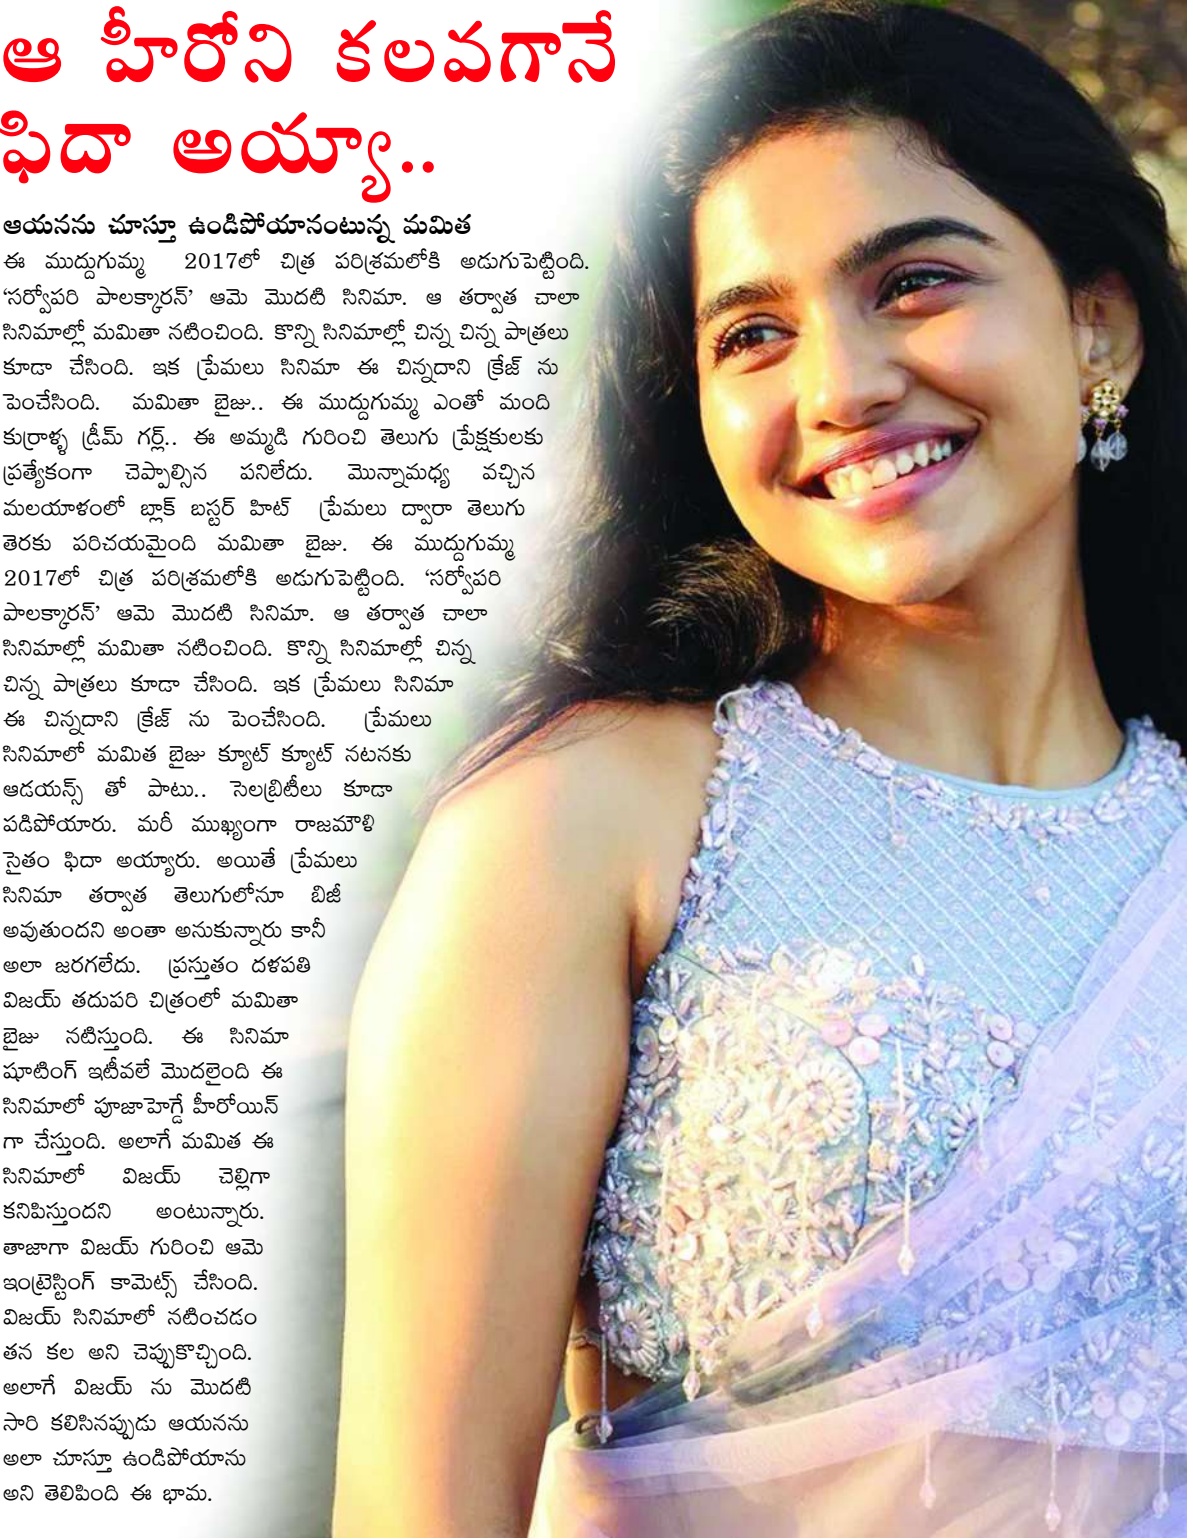 ఆ హీరోని కలవగానే
ఫిదా అయ్యా..
ఆయనను చూస్తూ ఉండిపోయానంటున్న మమిత
ఈ ముద్దుగుమ్మ 2017లో చిత్ర పరిశ్రమలోకి అడుగుపెట్టింది.
‘సర్వోపరి పాలక్కారన్’ ఆమె మొదటి సినిమా. ఆ తర్వాత చాలా
సినిమాల్లో మమితా నటించింది. కొన్ని సినిమాల్లో చిన్న చిన్న పాత్రలు
కూడా చేసింది. ఇక ప్రేమలు సినిమా ఈ చిన్నదాని క్రేజ్ ను
పెంచేసింది. మమితా బైజు.. ఈ ముద్దుగుమ్మ ఎంతో మంది
కుర్రాళ్ళ డ్రీమ్ గర్ల్.. ఈ అమ్మడి గురించి తెలుగు ప్రేక్షకులకు
ప్రత్యేకంగా చెప్పాల్సిన పనిలేదు. మొన్నామధ్య వచ్చిన
మలయాళంలో బ్లాక్ బస్టర్ హిట్ ప్రేమలు ద్వారా తెలుగు
తెరకు పరిచయమైంది మమితా బైజు. ఈ ముద్దుగుమ్మ
2017లో చిత్ర పరిశ్రమలోకి అడుగుపెట్టింది. ‘సర్వోపరి
పాలక్కారన్’ ఆమె మొదటి సినిమా. ఆ తర్వాత చాలా
సినిమాల్లో మమితా నటించింది. కొన్ని సినిమాల్లో చిన్న
చిన్న పాత్రలు కూడా చేసింది. ఇక ప్రేమలు సినిమా
ఈ చిన్నదాని క్రేజ్ ను పెంచేసింది. ప్రేమలు
సినిమాలో మమిత బైజు క్యూట్ క్యూట్ నటనకు
ఆడయన్స్ తో పాటు.. సెలబ్రిటీలు కూడా
పడిపోయారు. మరీ ముఖ్యంగా రాజమౌళి
సైతం ఫిదా అయ్యారు. అయితే ప్రేమలు
సినిమా తర్వాత తెలుగులోనూ బిజీ
అవుతుందని అంతా అనుకున్నారు కానీ
అలా జరగలేదు. ప్రస్తుతం దళపతి
విజయ్ తదుపరి చిత్రంలో మమితా
బైజు నటిస్తుంది. ఈ సినిమా
షూటింగ్ ఇటీవలే మొదలైంది ఈ
సినిమాలో పూజాహెగ్డే హీరోయిన్
గా చేస్తుంది. అలాగే మమిత ఈ
సినిమాలో విజయ్ చెల్లిగా
కనిపిస్తుందని అంటున్నారు.
తాజాగా విజయ్ గురించి ఆమె
ఇంట్రెస్టింగ్ కామెట్స్ చేసింది.
విజయ్ సినిమాలో నటించడం
తన కల అని చెప్పుకొచ్చింది.
అలాగే విజయ్ ను మొదటి
సారి కలిసినప్పుడు ఆయనను
అలా చూస్తూ ఉండిపోయాను
అని తెలిపింది ఈ భామ.